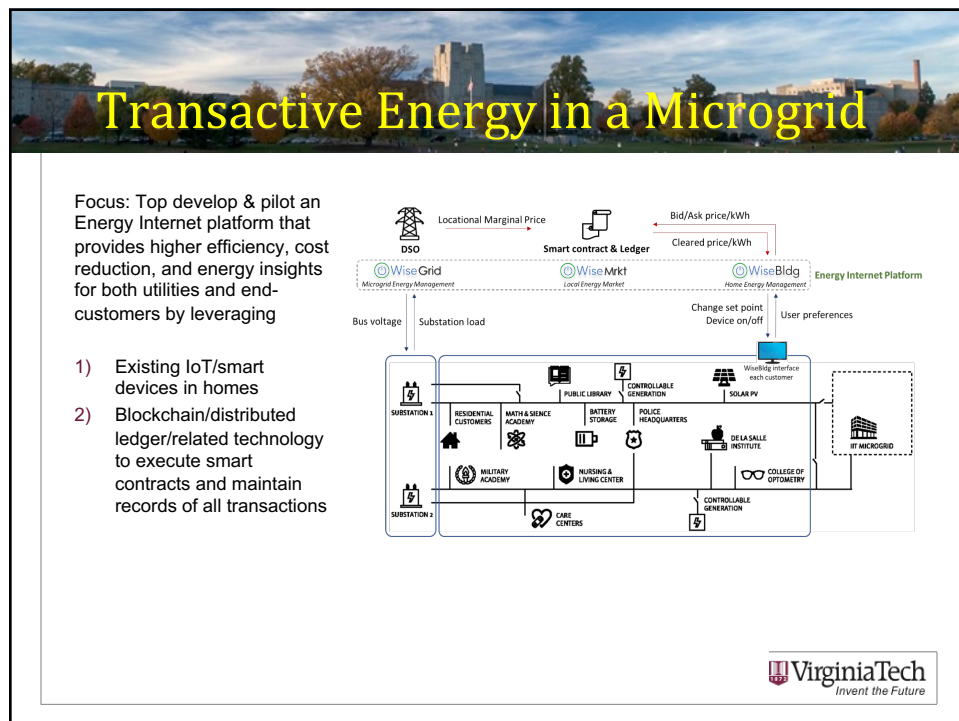 Transactive Energy in a Microgrid
Focus: Top develop & pilot an
Energy Internet platform that
provides higher efficiency, cost
reduction, and energy insights
for both utilities and end-
customers by leveraging
1) Existing IoT/smart
devices in homes
2) Blockchain/distributed
ledger/related technology
to execute smart
contracts and maintain
records of all transactions
Locational Marginal Price
Bid/Ask price/kWh
Cleared price/kWh
DSO
Smart contract & Ledger
WiseGrid
Microgrid Energy Management
WiseMrkt
Local Energy Market
WiseBldg
Home Energy Management
Energy Internet Platform
Bus voltage
Substation load
Change set point
Device on/off
User preferences
WiseBldg interface
each customer
SUBSTATION 1
PUBLIC LIBRARY
CONTROLLABLE
GENERATION
SOLAR PV
RESIDENTIAL
CUSTOMERS
MATH & SIENCE
ACADEMY
BATTERY
STORAGE
POLICE
HEADQUARTERS
DE LA SALLE
INSTITUTE
IIT MICROGRID
MILITARY
ACADEMY
NURSING &
LIVING CENTER
COLLEGE OF
OPTOMETRY
SUBSTATION 2
CARE
CENTERS
CONTROLLABLE
GENERATION
1872
VirginiaTech
Invent the Future